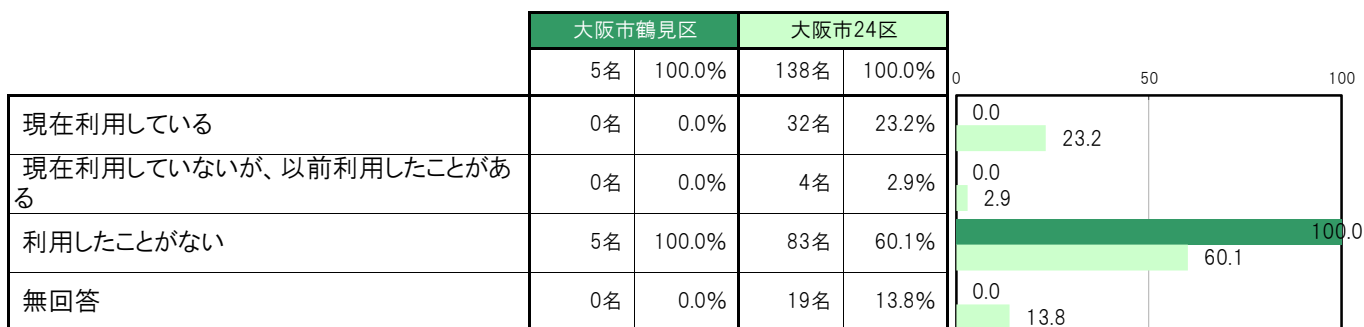 大阪市鶴見区 大阪市24区
5名 100.0% 138名 100.0%
0 50 100
現在利用している 0名 0.0% 32名 23.2%
0.0
23.2
現在利用していないが、以前利用したことがあ
る
0名 0.0% 4名 2.9%
0.0
2.9
利用したことがない 5名 100.0% 83名 60.1%
100.0
60.1
無回答 0名 0.0% 19名 13.8%
0.0
13.8